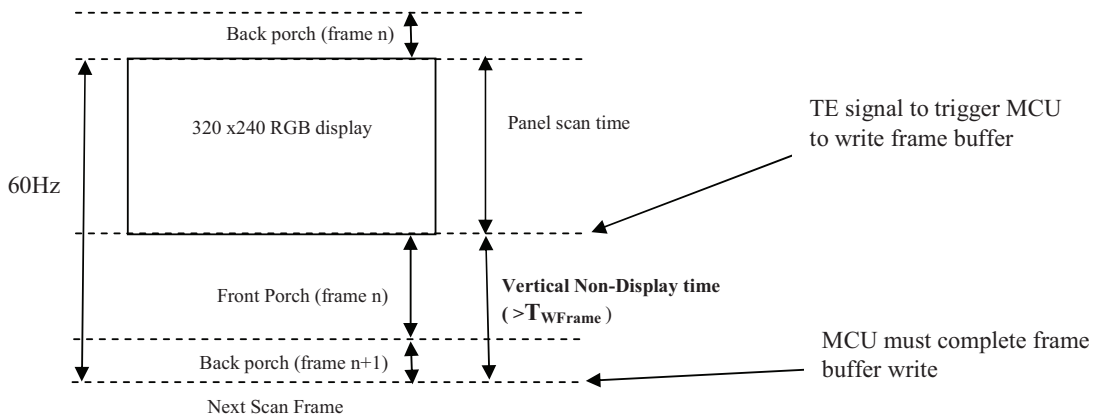 Back porch (frame n)
320 x240 RGB display
Panel scan time
TE signal to trigger MCU
to write frame buffer
60Hz
Front Porch (frame n)
Vertical Non-Display time
( >TWFrame )
Back porch (frame n+1)
MCU must complete frame
buffer write
Next Scan Frame